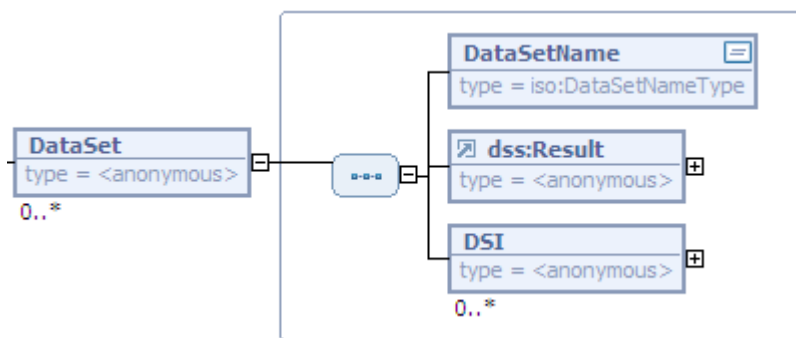 DataSetName
type = iso:DataSetNameType
DataSet
type = <anonymous>
0..*
dss:Result
type = <anonymous>
DSI
type = <anonymous>
0..*